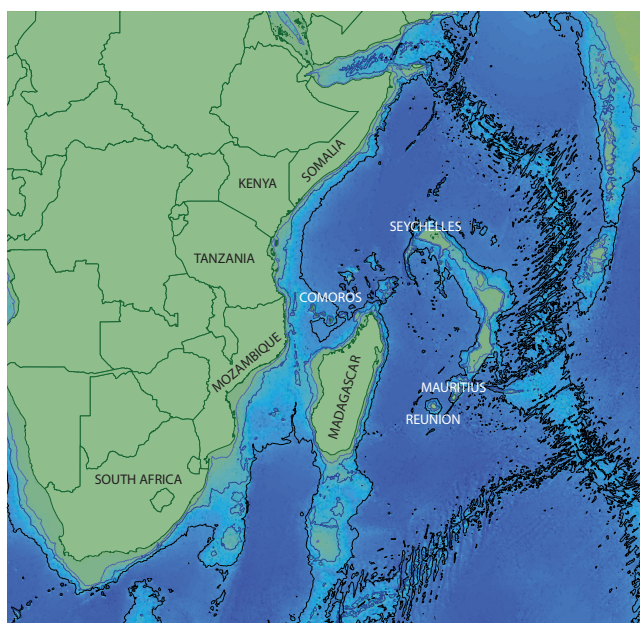 SOMALIA
KENYA
SEYCHELLES
TANZANIA
COMOROS
MOZAMBIQUE
MADAGASCAR
MAURITIUS
REUNION
SOUTH AFRICA